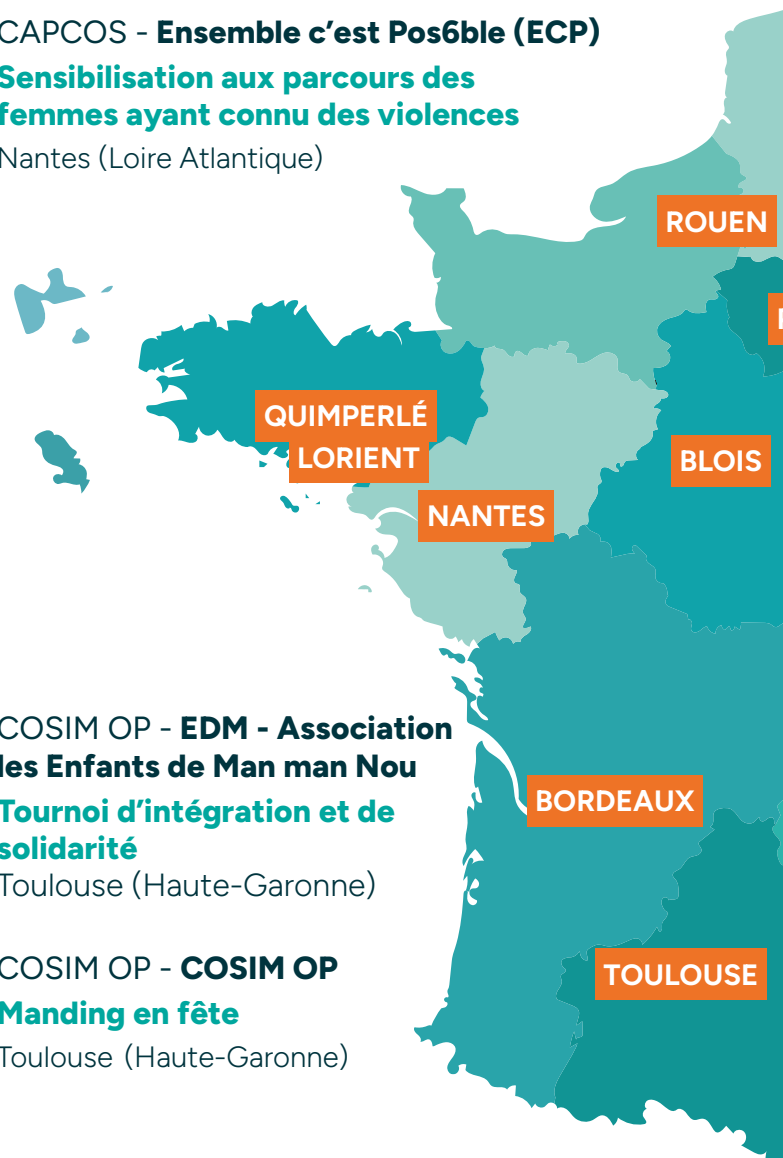 CAPCOS - Ensemble c’est Pos6ble (ECP)
Sensibilisation aux parcours des
femmes ayant connu des violences
Nantes (Loire Atlantique)
ROUEN
QUIMPERLÉ
LORIENT
BLOIS
NANTES
COSIM OP - EDM - Association
les Enfants de Man man Nou
Tournoi d’intégration et de
solidarité
Toulouse (Haute-Garonne)
BORDEAUX
COSIM OP - COSIM OP
Manding en fête
Toulouse (Haute-Garonne)
TOULOUSE